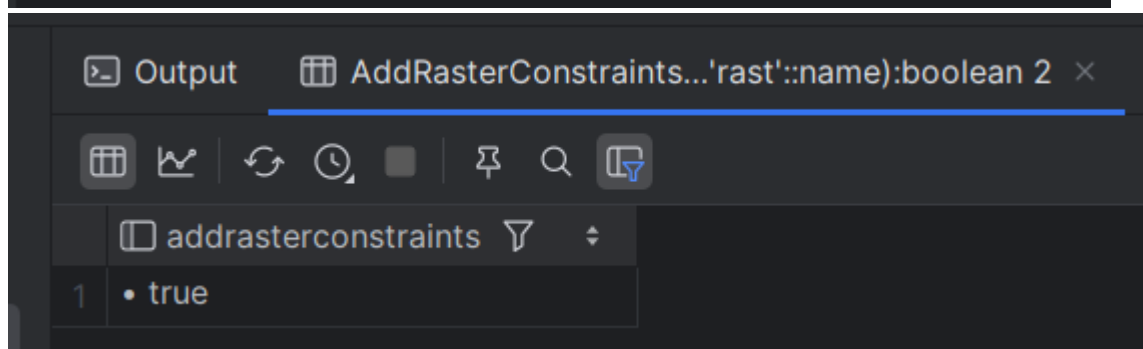 Output AddRasterConstraints...'rast'::name):boolean 2
addrasterconstraints
1 • true